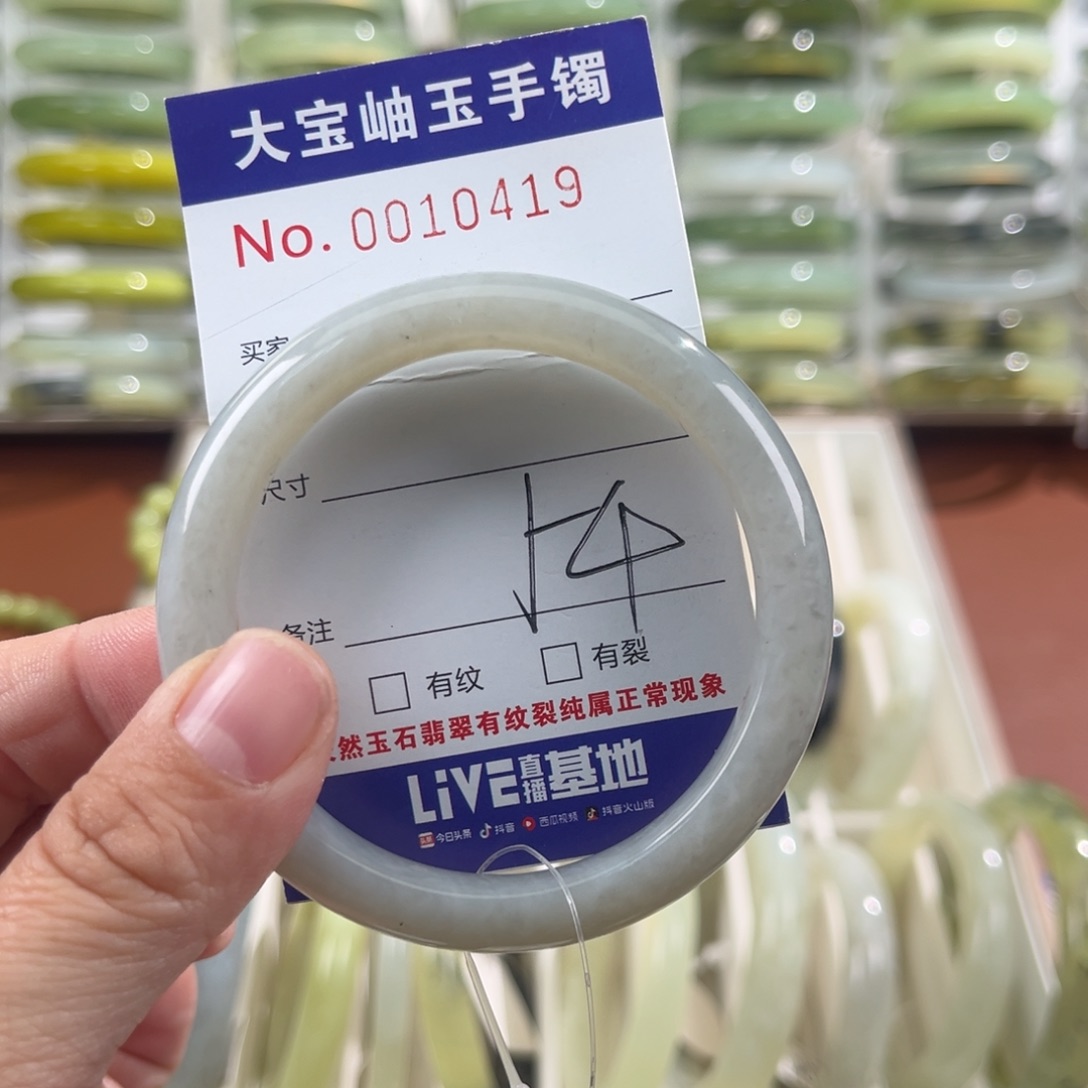 大宝岫玉手镯
No. 0010419
买家
尺寸
备注
有纹 有裂
然玉石翡翠有纹裂纯属正常现象
LiVE直播基地
今日头条 抖音 西瓜视频 抖音火山版